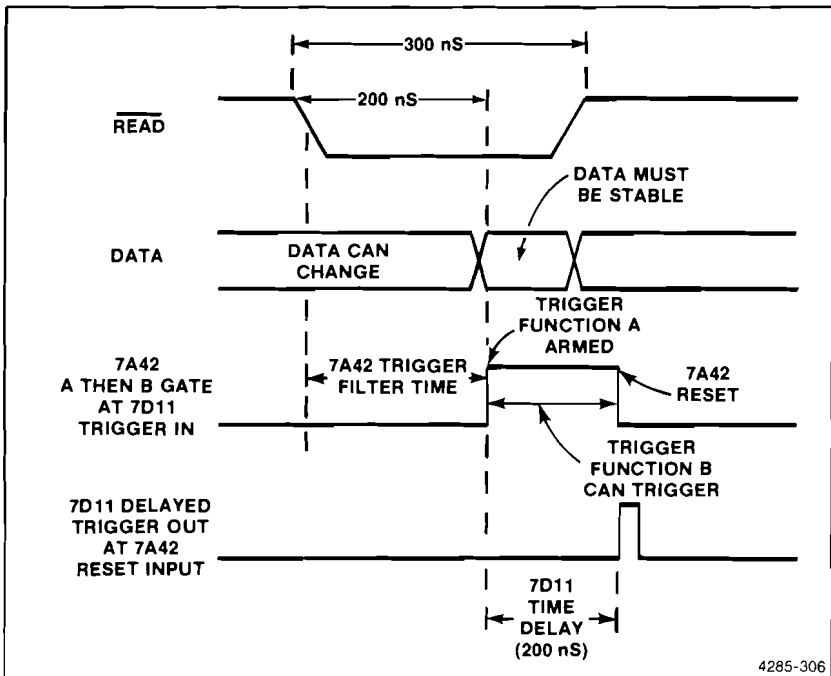 300 nS
200 nS
READ
DATA MUST
BE STABLE
DATA
DATA CAN
CHANGE
TRIGGER
FUNCTION A
ARMED
7A42
A THEN B GATE
AT 7D11
TRIGGER IN
7A42 TRIGGER
FILTER TIME
7A42
RESET
TRIGGER
FUNCTION B
CAN TRIGGER
7D11 DELAYED
TRIGGER OUT
AT 7A42
RESET INPUT
7D11
TIME
DELAY
(200 nS)
4285-306